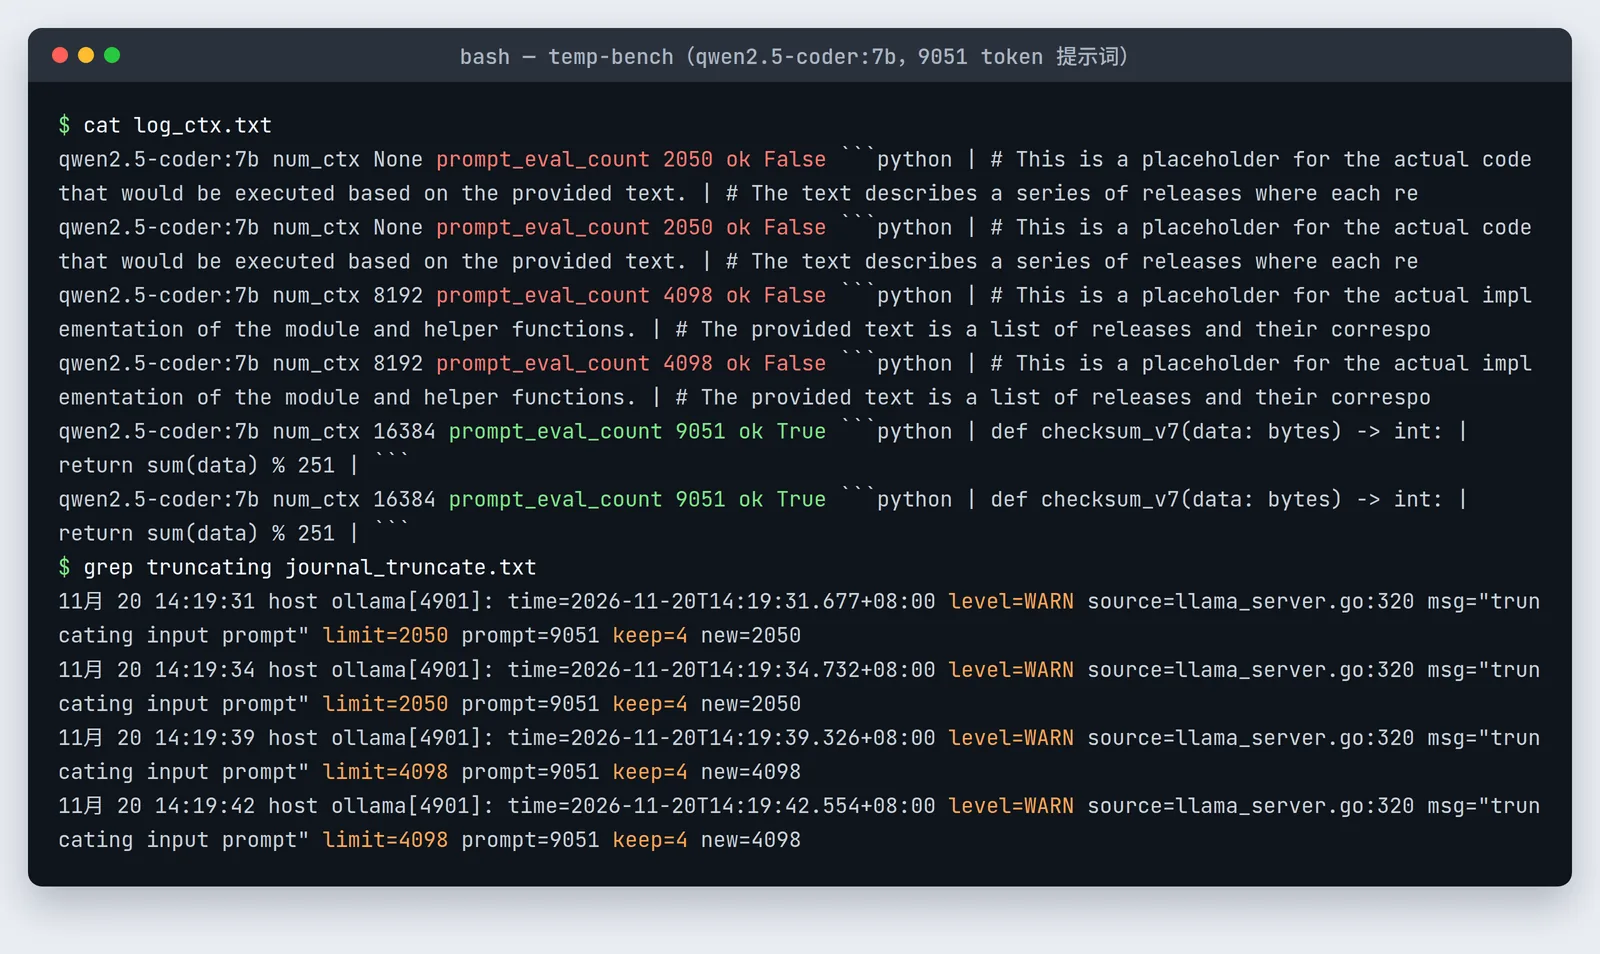 bash — temp-bench（qwen2.5-coder:7b，9051 token 提示词）
$ cat log_ctx.txt
qwen2.5-coder:7b num_ctx None prompt_eval_count 2050 ok False ```python | # This is a placeholder for the actual code
that would be executed based on the provided text. | # The text describes a series of releases where each re
qwen2.5-coder:7b num_ctx None prompt_eval_count 2050 ok False ```python | # This is a placeholder for the actual code
that would be executed based on the provided text. | # The text describes a series of releases where each re
qwen2.5-coder:7b num_ctx 8192 prompt_eval_count 4098 ok False ```python | # This is a placeholder for the actual impl
ementation of the module and helper functions. | # The provided text is a list of releases and their correspo
qwen2.5-coder:7b num_ctx 8192 prompt_eval_count 4098 ok False ```python | # This is a placeholder for the actual impl
ementation of the module and helper functions. | # The provided text is a list of releases and their correspo
qwen2.5-coder:7b num_ctx 16384 prompt_eval_count 9051 ok True ```python | def checksum_v7(data: bytes) -> int: |
return sum(data) % 251 | ```
qwen2.5-coder:7b num_ctx 16384 prompt_eval_count 9051 ok True ```python | def checksum_v7(data: bytes) -> int: |
return sum(data) % 251 | ```
$ grep truncating journal_truncate.txt
11月 20 14:19:31 host ollama[4901]: time=2026-11-20T14:19:31.677+08:00 level=WARN source=llama_server.go:320 msg="trun
cating input prompt" limit=2050 prompt=9051 keep=4 new=2050
11月 20 14:19:34 host ollama[4901]: time=2026-11-20T14:19:34.732+08:00 level=WARN source=llama_server.go:320 msg="trun
cating input prompt" limit=2050 prompt=9051 keep=4 new=2050
11月 20 14:19:39 host ollama[4901]: time=2026-11-20T14:19:39.326+08:00 level=WARN source=llama_server.go:320 msg="trun
cating input prompt" limit=4098 prompt=9051 keep=4 new=4098
11月 20 14:19:42 host ollama[4901]: time=2026-11-20T14:19:42.554+08:00 level=WARN source=llama_server.go:320 msg="trun
cating input prompt" limit=4098 prompt=9051 keep=4 new=4098